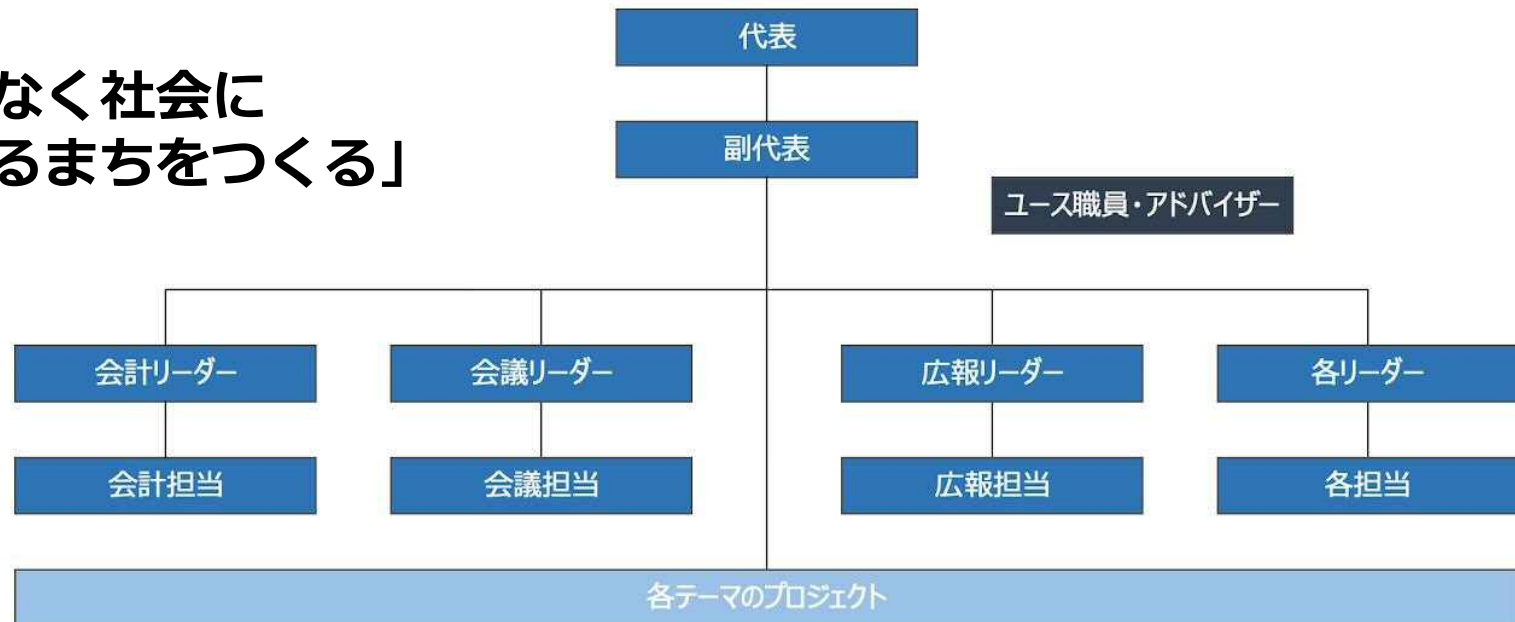 代表
なく社会に
るまちをつくる」
副代表
ユース職員・アドバイザー
会計リーダー
会議リーダー
広報リーダー
各リーダー
会計担当
会議担当
広報担当
各担当
各テーマのプロジェクト